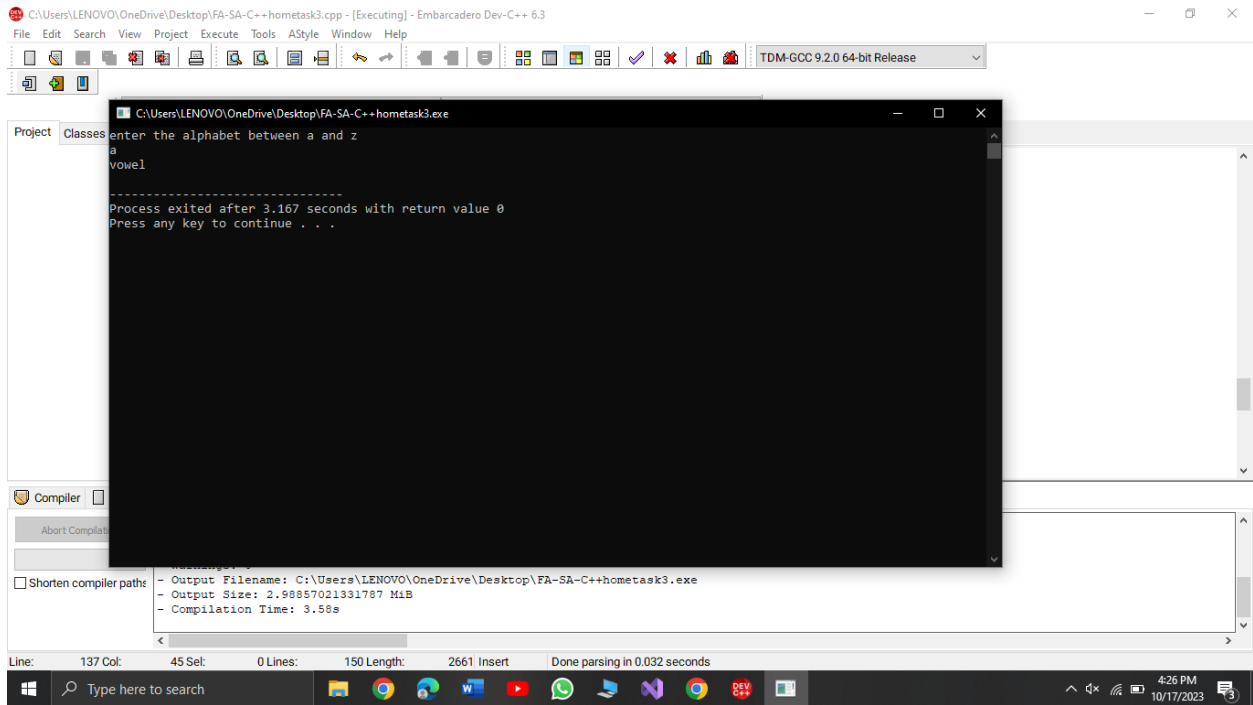 C:\Users\LENOVO\OneDrive\Desktop\FA-SA-C++hometask3.cpp - [Executing] - Embarcadero Dev-C++ 6.3
File Edit Search View Project Execute Tools AStyle Window Help
TDM-GCC 9.2.0 64-bit Release
C:\Users\LENOVO\OneDrive\Desktop\FA-SA-C++hometask3.exe
Project Classes
enter the alphabet between a and z
a
vowel
--------------------------------
Process exited after 3.167 seconds with return value 0
Press any key to continue . . .
Compiler
Abort Compilati
Shorten compiler paths
- Output Filename: C:\Users\LENOVO\OneDrive\Desktop\FA-SA-C++hometask3.exe
- Output Size: 2.98857021331787 MiB
- Compilation Time: 3.58s
Line: 137 Col: 45 Sel: 0 Lines: 150 Length: 2661 Insert Done parsing in 0.032 seconds
Type here to search
DEV C++
4:26 PM
10/17/2023
3